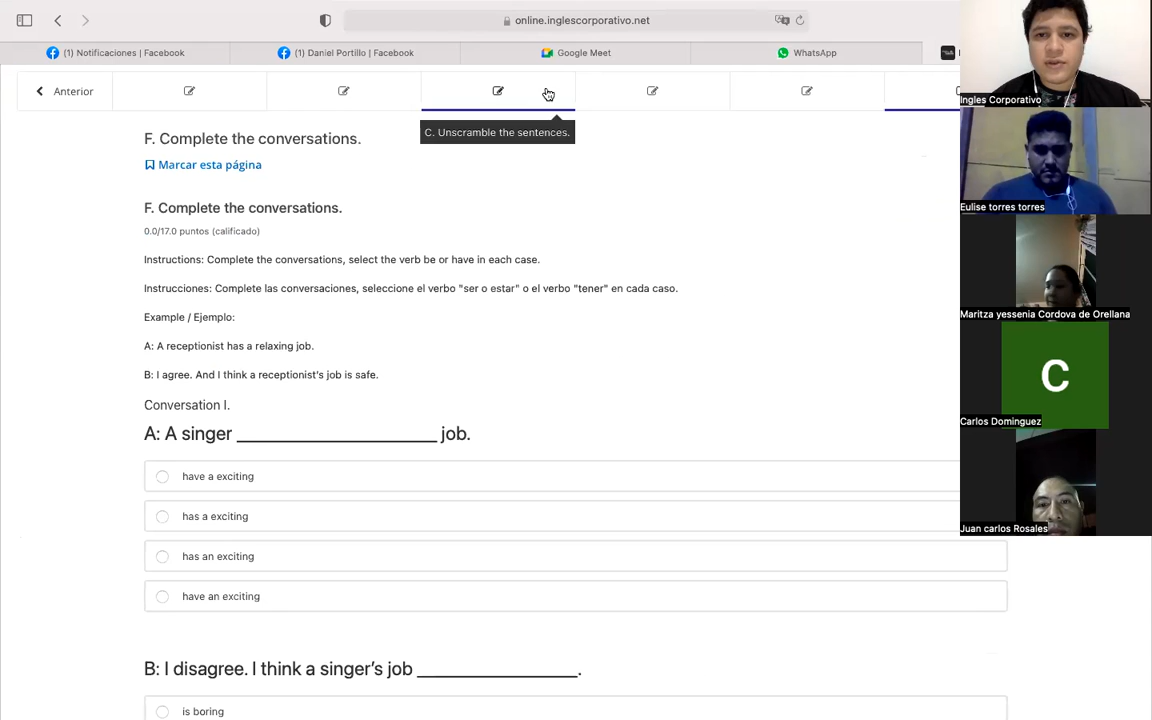 online.inglescorporativo.net
(1) Notificaciones | Facebook
(1) Daniel Portillo | Facebook
Google Meet
WhatsApp
Anterior
C. Unscramble the sentences.
F. Complete the conversations.
Marcar esta página
F. Complete the conversations.
0.0/17.0 puntos (calificado)
Instructions: Complete the conversations, select the verb be or have in each case.
Instrucciones: Complete las conversaciones, seleccione el verbo "ser o estar" o el verbo "tener" en cada caso.
Example / Ejemplo:
A: A receptionist has a relaxing job.
B: I agree. And I think a receptionist's job is safe.
Conversation I.
A: A singer ____________________ job.
have a exciting
has a exciting
has an exciting
have an exciting
B: I disagree. I think a singer’s job ________________.
is boring
Ingles Corporativo
Eulise torres torres
Maritza yessenia Cordova de Orellana
C
Carlos Dominguez
Juan carlos Rosales